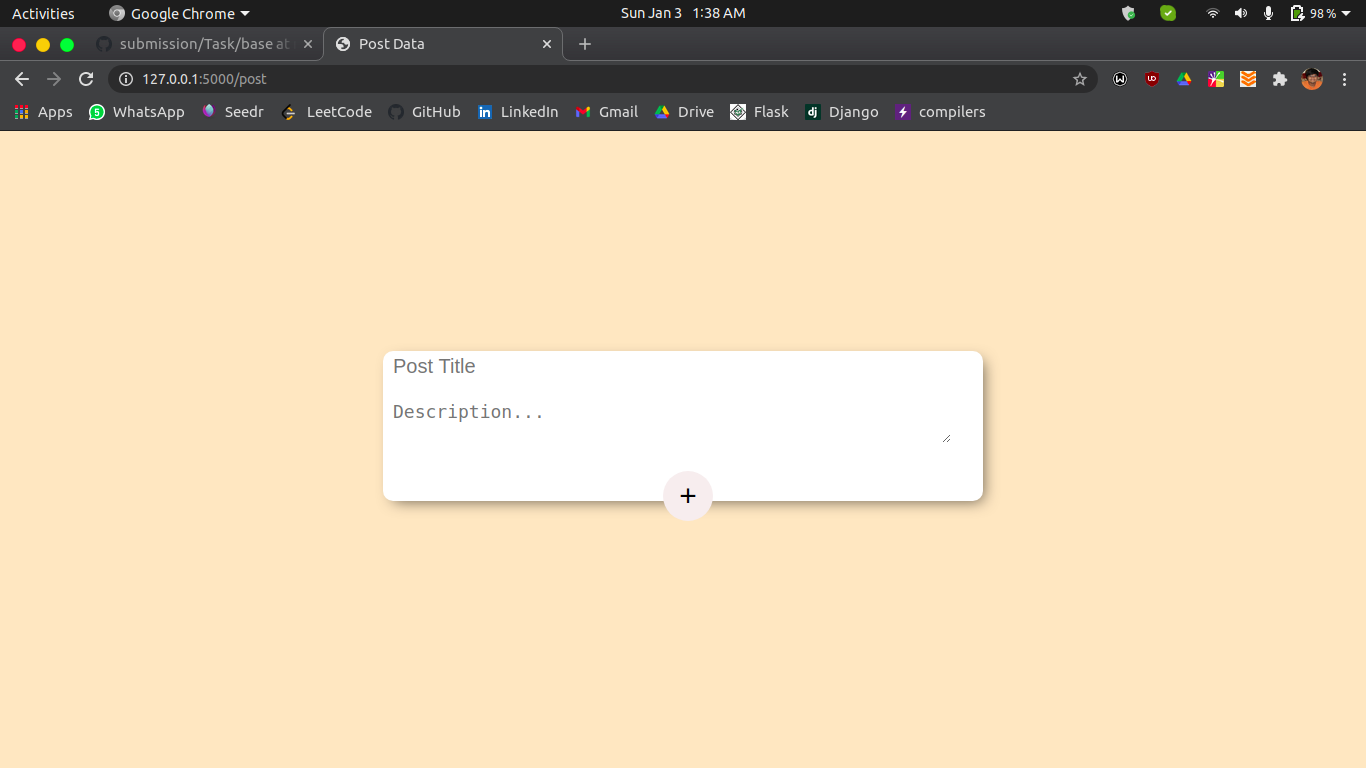 Activities Google Chrome Sun Jan 3 1:38 AM 98 %
submission/Task/base at Post Data
127.0.0.1:5000/post
Apps WhatsApp Seedr LeetCode GitHub LinkedIn Gmail Drive Flask Django compilers
Post Title
Description...
+